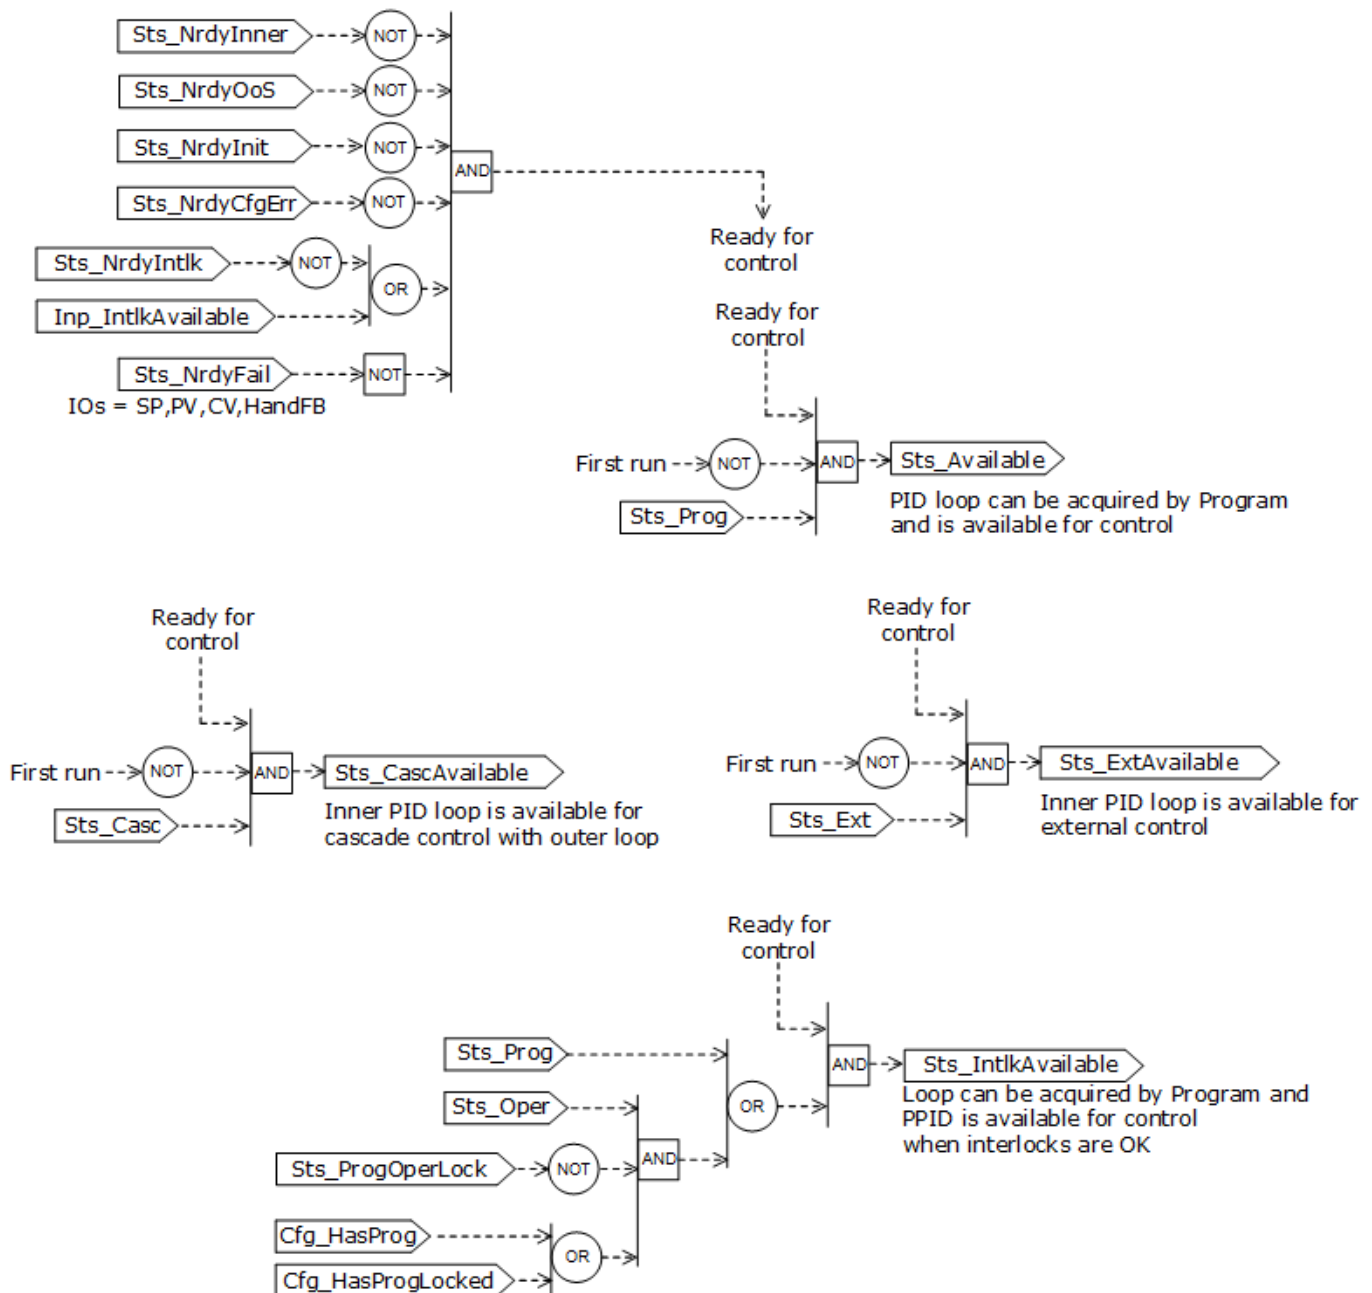 Sts_NrdyInner
NOT
Sts_NrdyOoS
NOT
Sts_NrdyInit
NOT
AND
Sts_NrdyCfgErr
NOT
Ready for
control
Sts_NrdyIntlk
NOT
OR
Inp_IntlkAvailable
Sts_NrdyFail
NOT
IOs = SP,PV,CV,HandFB
Ready for
control
First run
NOT
AND
Sts_Available
Sts_Prog
PID loop can be acquired by Program
and is available for control
Ready for
control
First run
NOT
AND
Sts_CascAvailable
Sts_Casc
Inner PID loop is available for
cascade control with outer loop
Ready for
control
First run
NOT
AND
Sts_ExtAvailable
Sts_Ext
Inner PID loop is available for
external control
Ready for
control
Sts_Prog
AND
Sts_IntlkAvailable
Sts_Oper
OR
Loop can be acquired by Program and
PPID is available for control
when interlocks are OK
Sts_ProgOperLock
NOT
AND
Cfg_HasProg
OR
Cfg_HasProgLocked